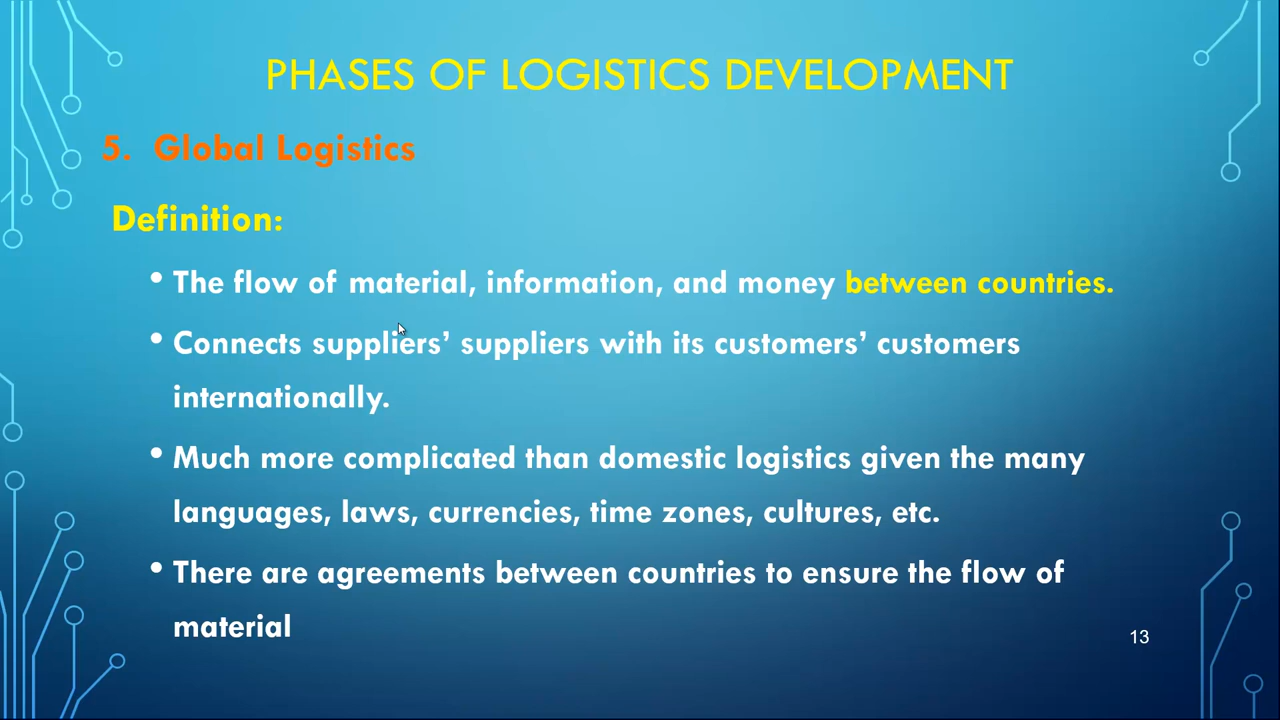 PHASES OF LOGISTICS DEVELOPMENT
5. Global Logistics
Definition:
• The flow of material, information, and money between countries.
• Connects suppliers’ suppliers with its customers’ customers
internationally.
• Much more complicated than domestic logistics given the many
languages, laws, currencies, time zones, cultures, etc.
• There are agreements between countries to ensure the flow of
material
13